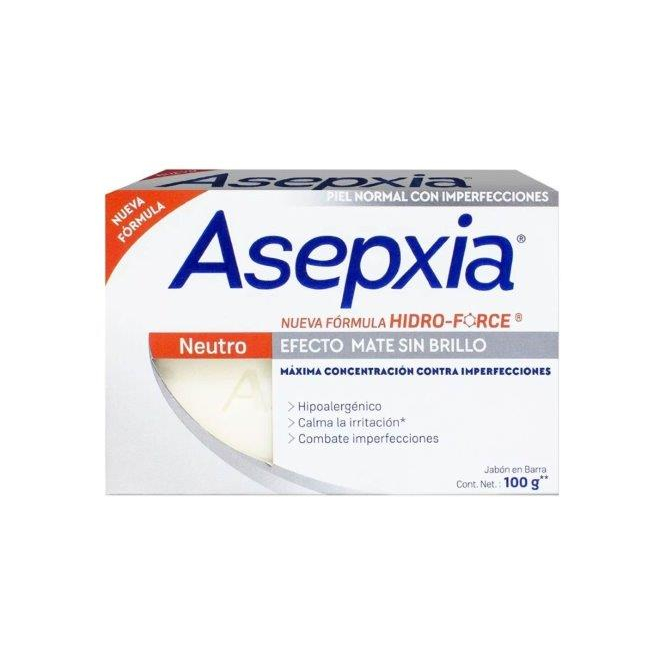 Asepxia
PIEL NORMAL CON IMPERFECCIONES
NUEVA
FÓRMULA
Asepxia®
NUEVA FÓRMULA HIDRO-FORCE®
Neutro
EFECTO MATE SIN BRILLO
MÁXIMA CONCENTRACIÓN CONTRA IMPERFECCIONES
> Hipoalergénico
> Calma la irritación*
> Combate imperfecciones
Jabón en Barra
Cont. Net.: 100 g**